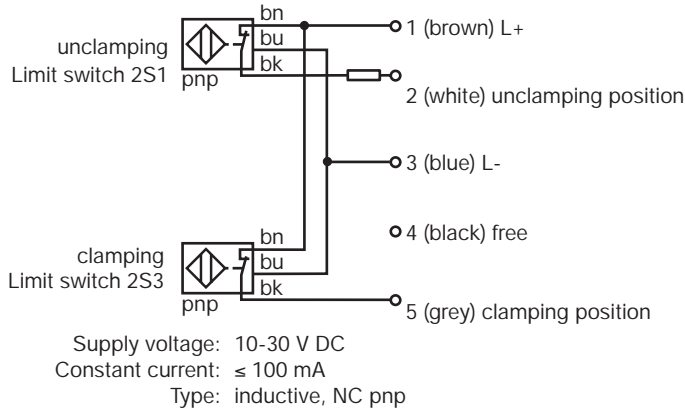 bn
1 (brown) L+
unclamping
bu
Limit switch 2S1
bk
pnp
2 (white) unclamping position
3 (blue) L-
bn
4 (black) free
clamping
bu
Limit switch 2S3
bk
pnp
5 (grey) clamping position
Supply voltage: 10-30 V DC
Constant current: ≤ 100 mA
Type: inductive, NC pnp